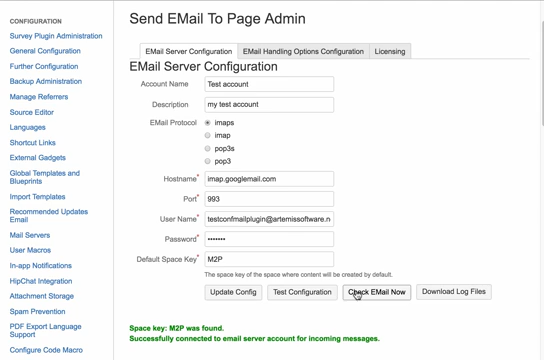 CONFIGURATION
Survey Plugin Administration
General Configuration
Further Configuration
Backup Administration
Manage Referrers
Source Editor
Languages
Shortcut Links
External Gadgets
Global Templates and
Blueprints
Import Templates
Recommended Updates
Email
Mail Servers
User Macros
In-app Notifications
HipChat Integration
Attachment Storage
Spam Prevention
PDF Export Language
Support
Configure Code Macro
Send EMail To Page Admin
EMail Server Configuration EMail Handling Options Configuration Licensing
EMail Server Configuration
Account Name Test account
Description my test account
EMail Protocol imaps
imap
pop3s
pop3
Hostname* imap.googlemail.com
Port* 993
User Name* testconfmailplugin@artemissoftware.n
Password* •••••••
Default Space Key* M2P
The space key of the space where content will be created by default.
Update Config Test Configuration Check EMail Now Download Log Files
Space key: M2P was found.
Successfully connected to email server account for incoming messages.